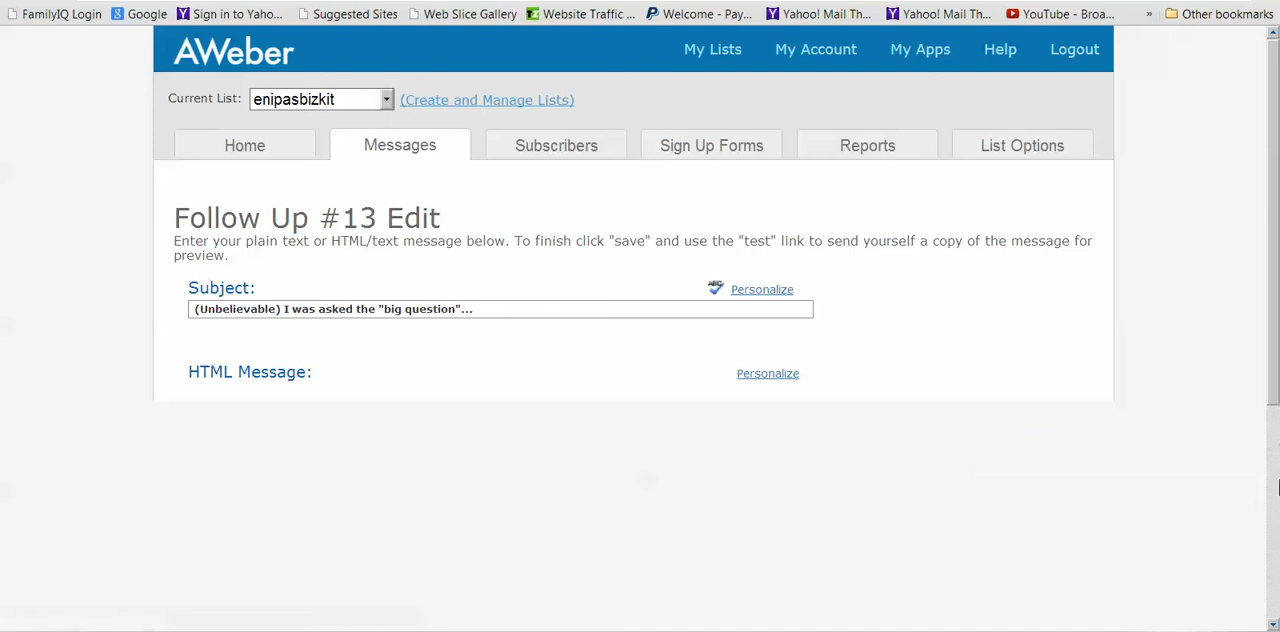 FamilyIQ Login Google Sign in to Yaho... Suggested Sites Web Slice Gallery Website Traffic ... Welcome - Pay... Yahoo! Mail Th... Yahoo! Mail Th... YouTube - Broa... » Other bookmarks
AWeber My Lists My Account My Apps Help Logout
Current List: enipasbizkit (Create and Manage Lists)
Home Messages Subscribers Sign Up Forms Reports List Options
Follow Up #13 Edit
Enter your plain text or HTML/text message below. To finish click "save" and use the "test" link to send yourself a copy of the message for
preview.
Subject: ABC Personalize
(Unbelievable) I was asked the "big question"...
HTML Message: Personalize